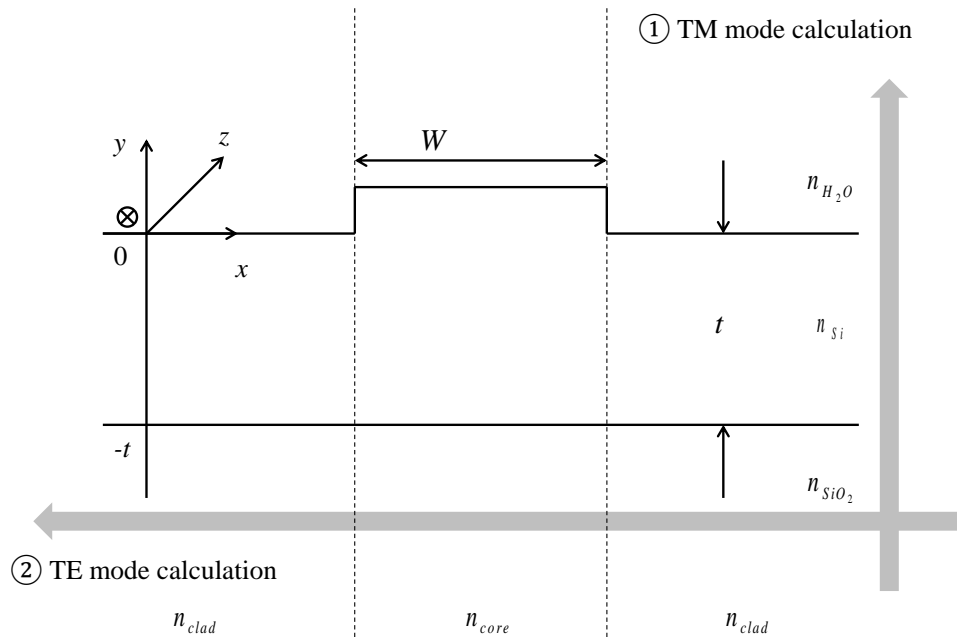 ① TM mode calculation
y
z
W
n_{H_2O}
0
x
t
n_{Si}
-t
n_{SiO_2}
② TE mode calculation
n_{clad}
n_{core}
n_{clad}